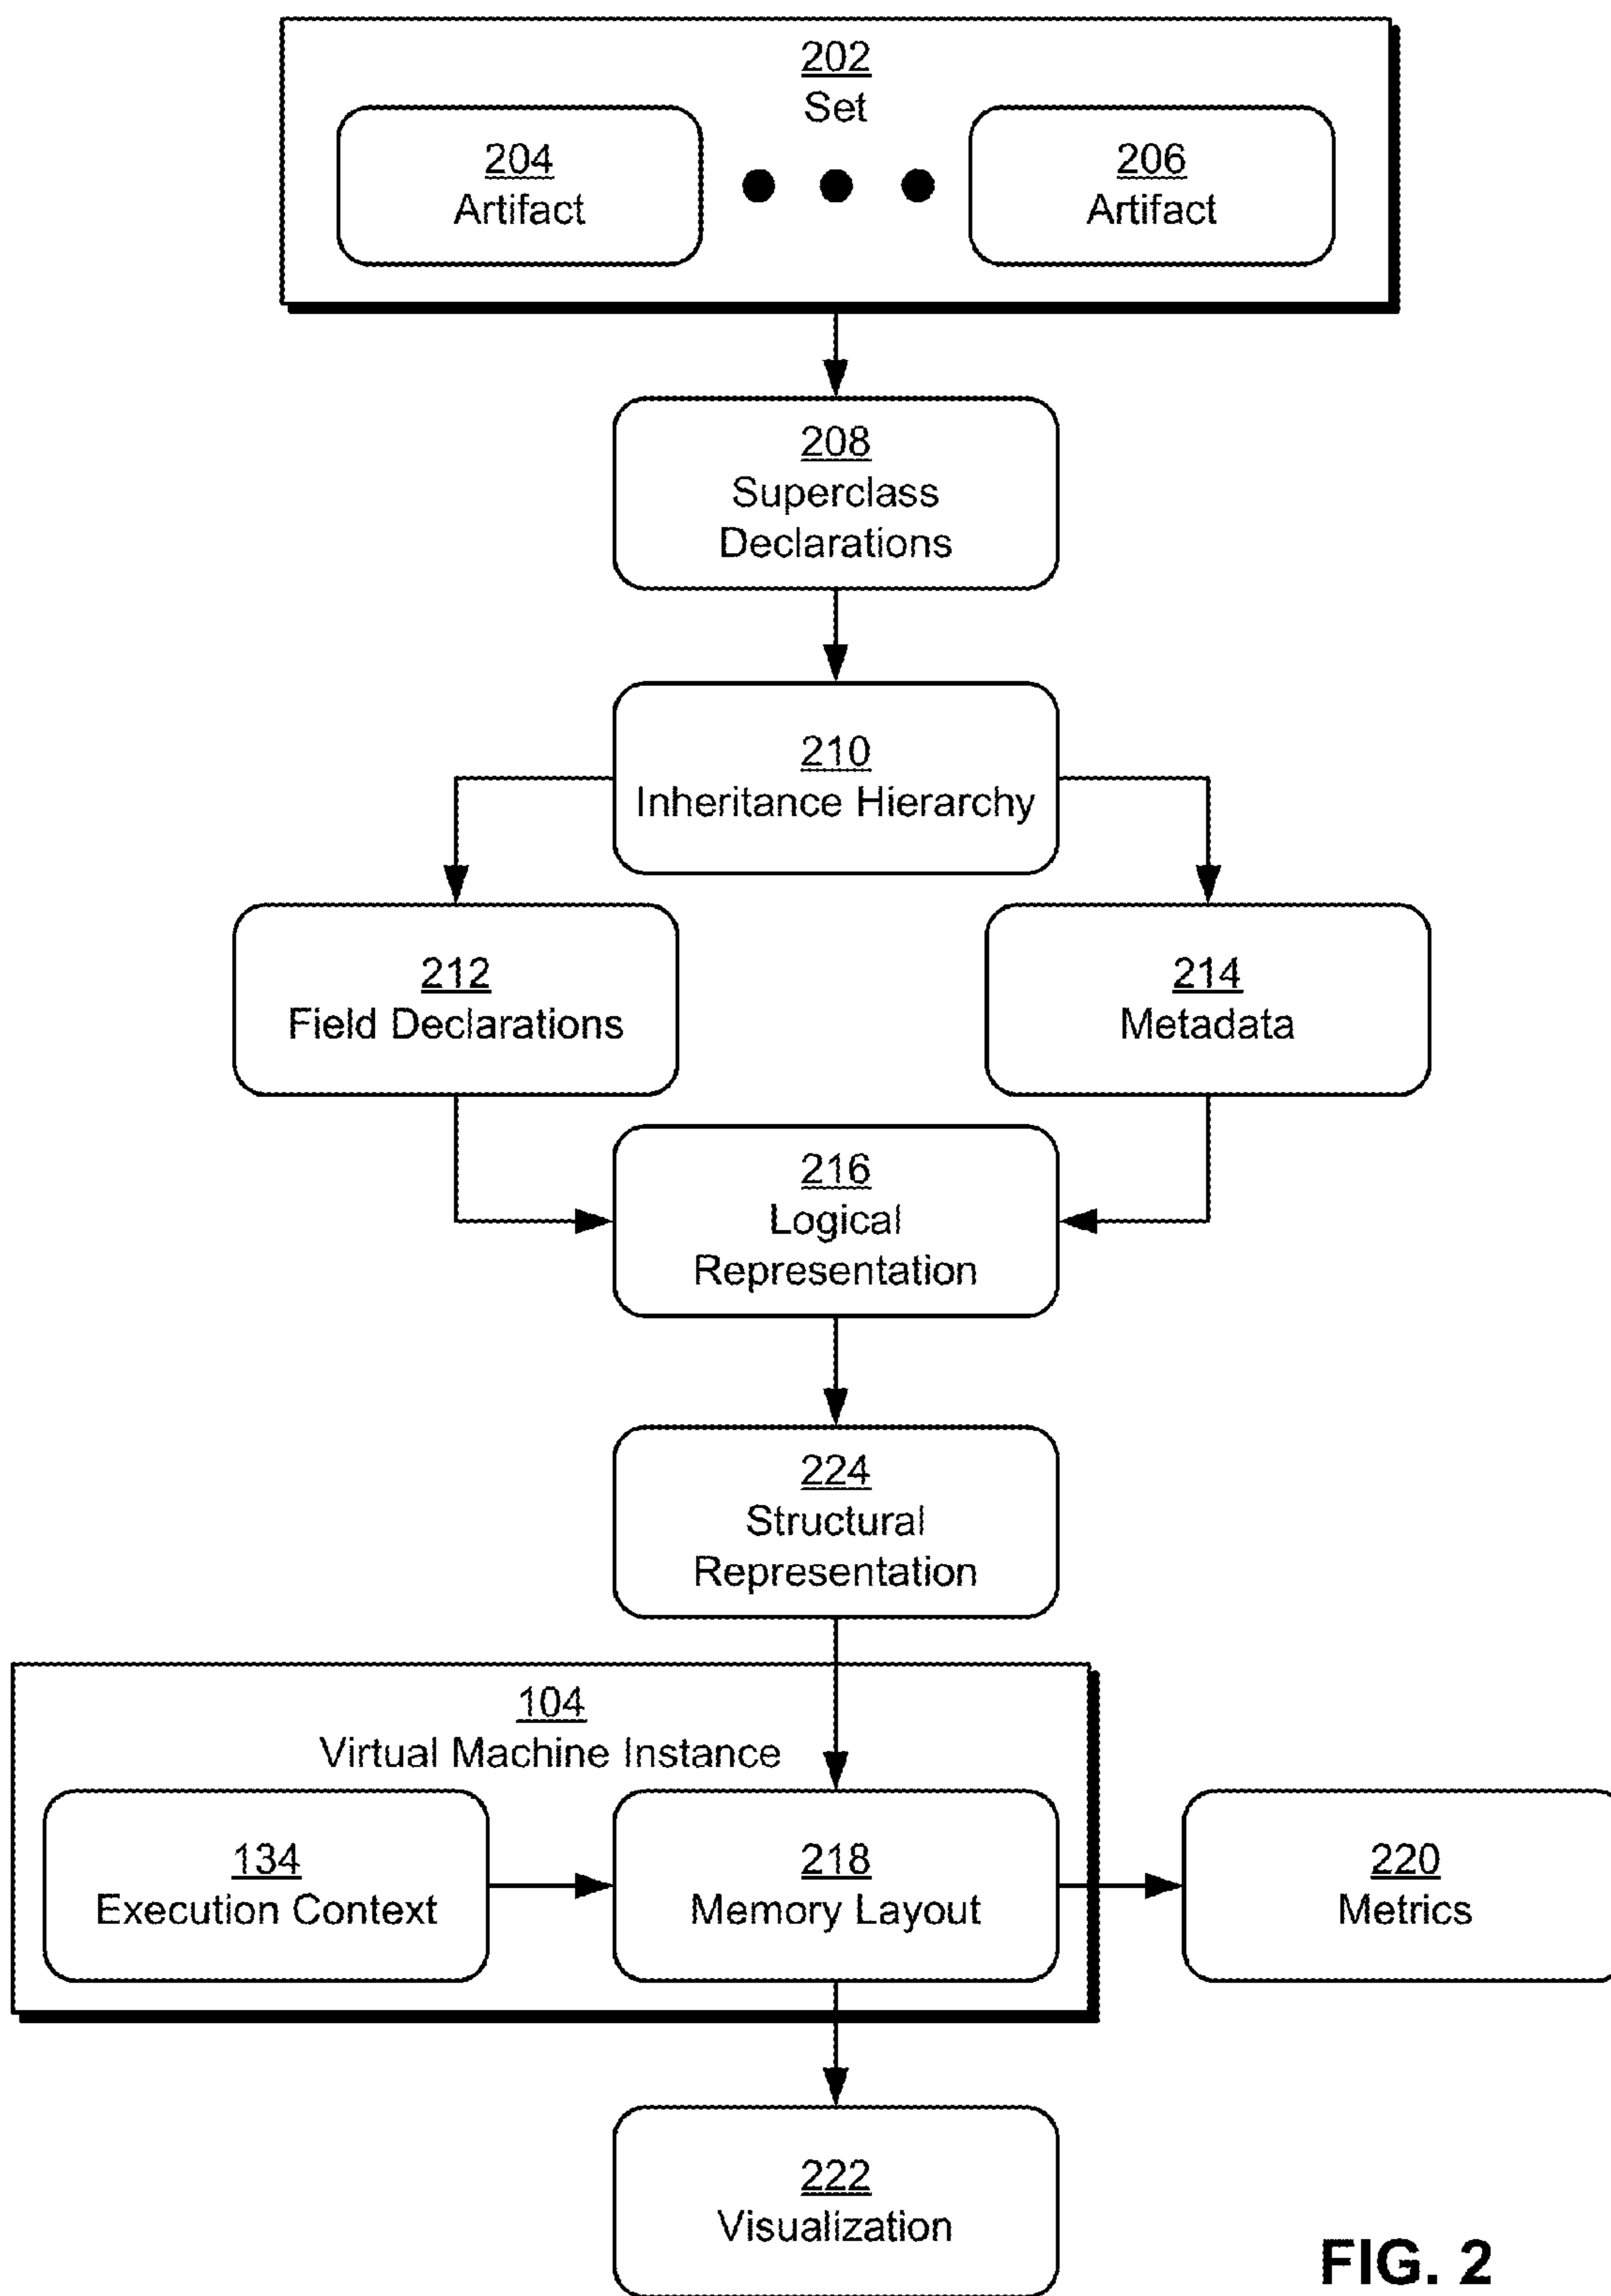 202
Set
204
Artifact
206
Artifact
208
Superclass
Declarations
210
Inheritance Hierarchy
212
Field Declarations
214
Metadata
216
Logical
Representation
224
Structural
Representation
104
Virtual Machine Instance
134
Execution Context
218
Memory Layout
220
Metrics
222
Visualization
FIG. 2